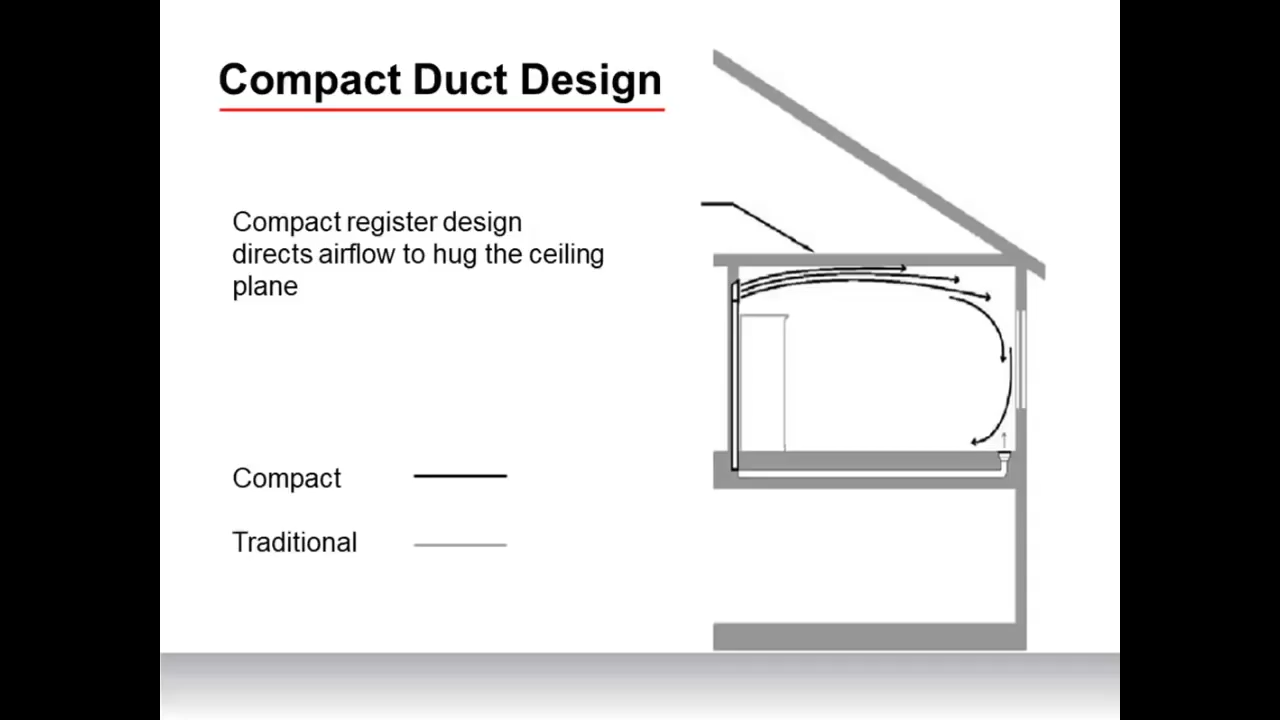 Compact Duct Design
Compact register design
directs airflow to hug the ceiling
plane
Compact
Traditional